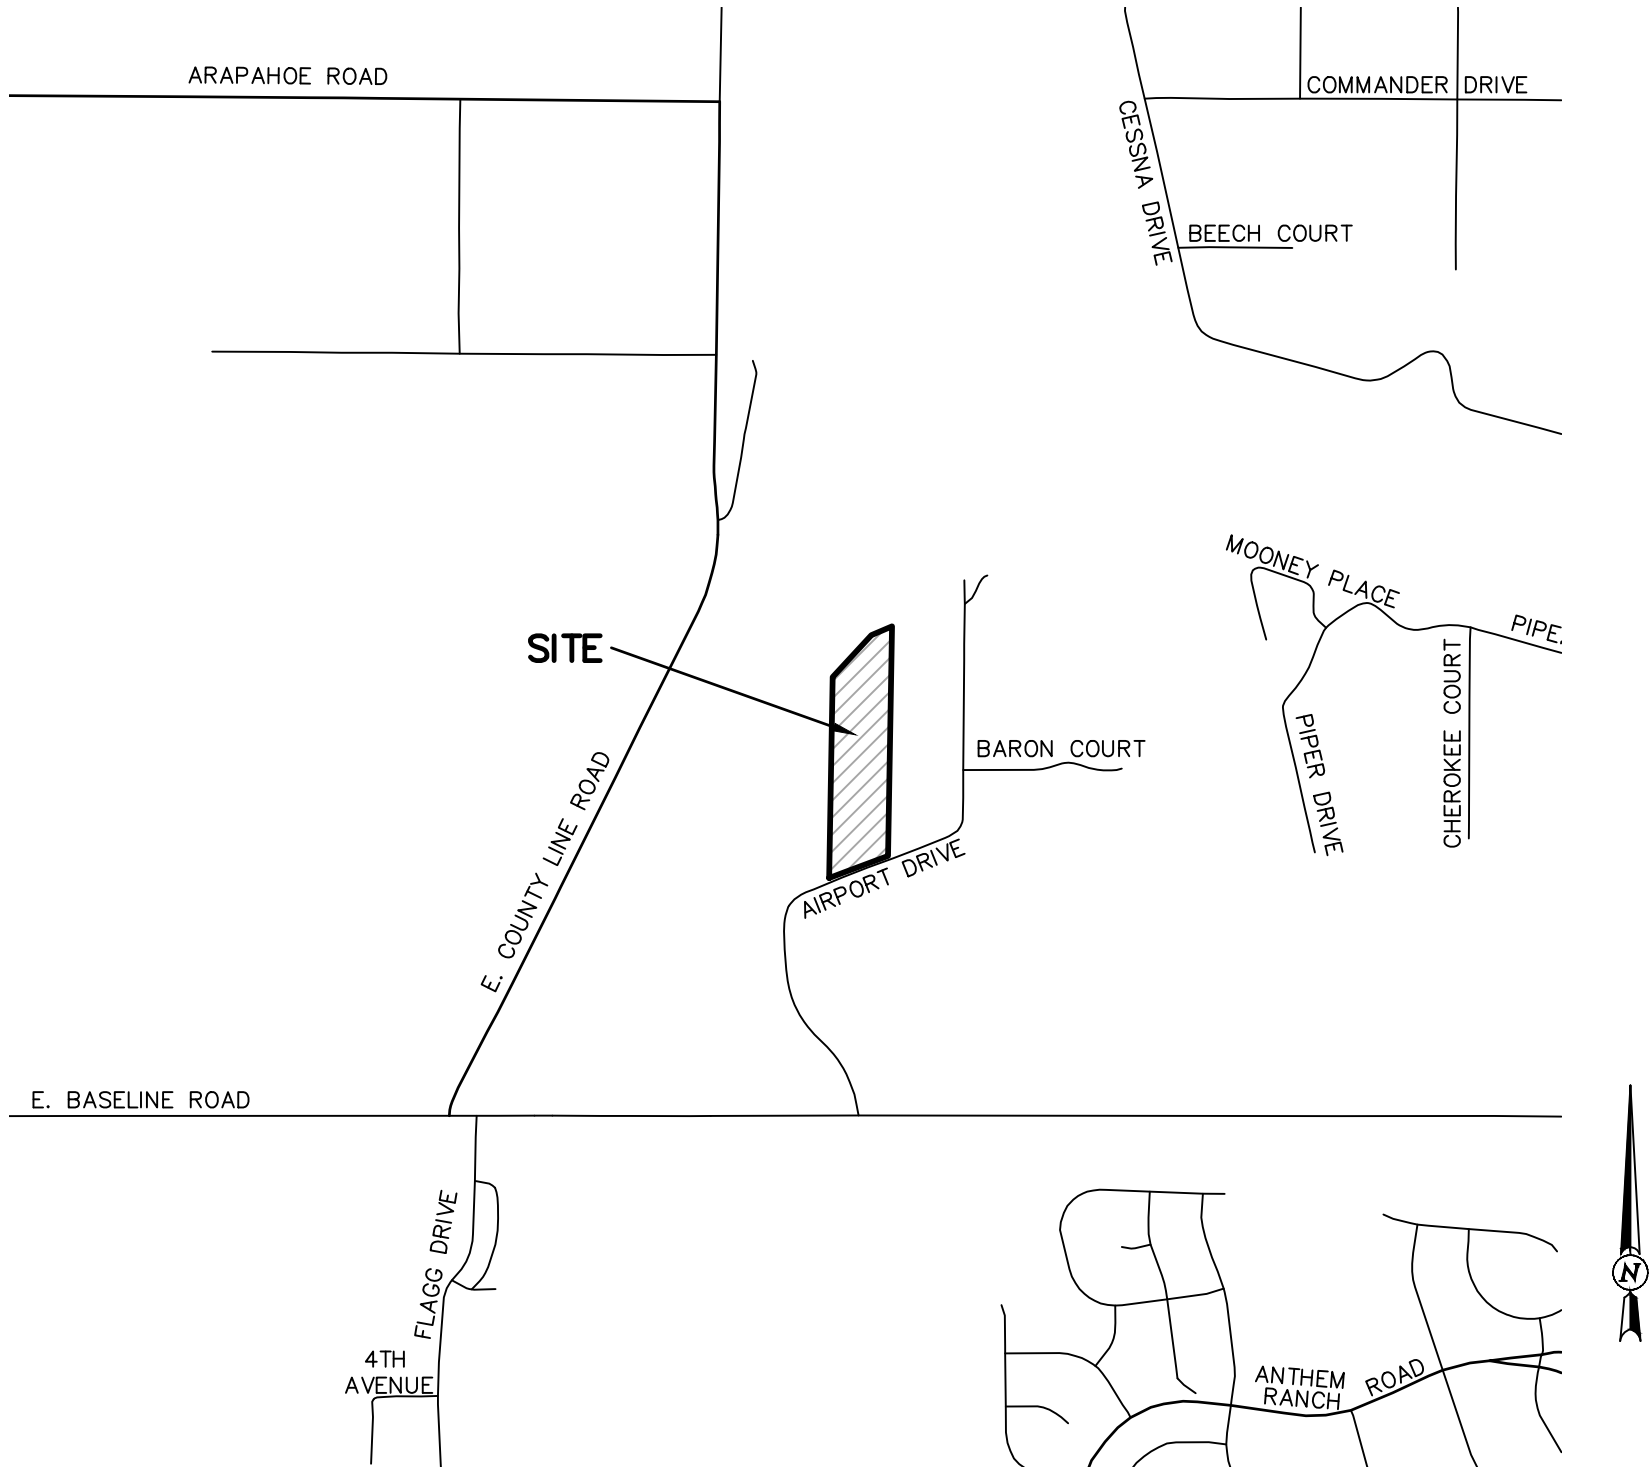 ARAPAHOE ROAD
COMMANDER DRIVE
CESSNA DRIVE
BEECH COURT
MOONEY PLACE
PIPE
SITE
CHEROKEE COURT
PIPER DRIVE
BARON COURT
E. COUNTY LINE ROAD
AIRPORT DRIVE
E. BASELINE ROAD
FLAGG DRIVE
N
4TH
AVENUE
ANTHEM
RANCH
ROAD